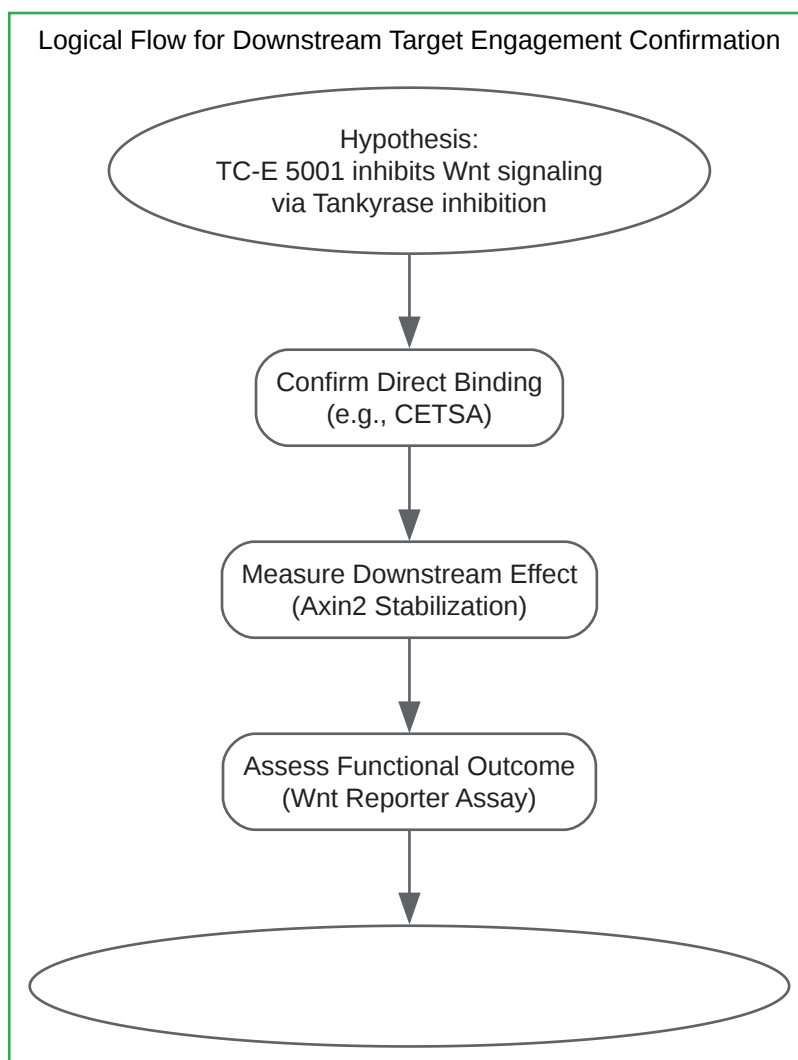 Logical Flow for Downstream Target Engagement Confirmation
Hypothesis:
TC-E 5001 inhibits Wnt signaling
via Tankyrase inhibition
Confirm Direct Binding
(e.g., CETSA)
Measure Downstream Effect
(Axin2 Stabilization)
Assess Functional Outcome
(Wnt Reporter Assay)